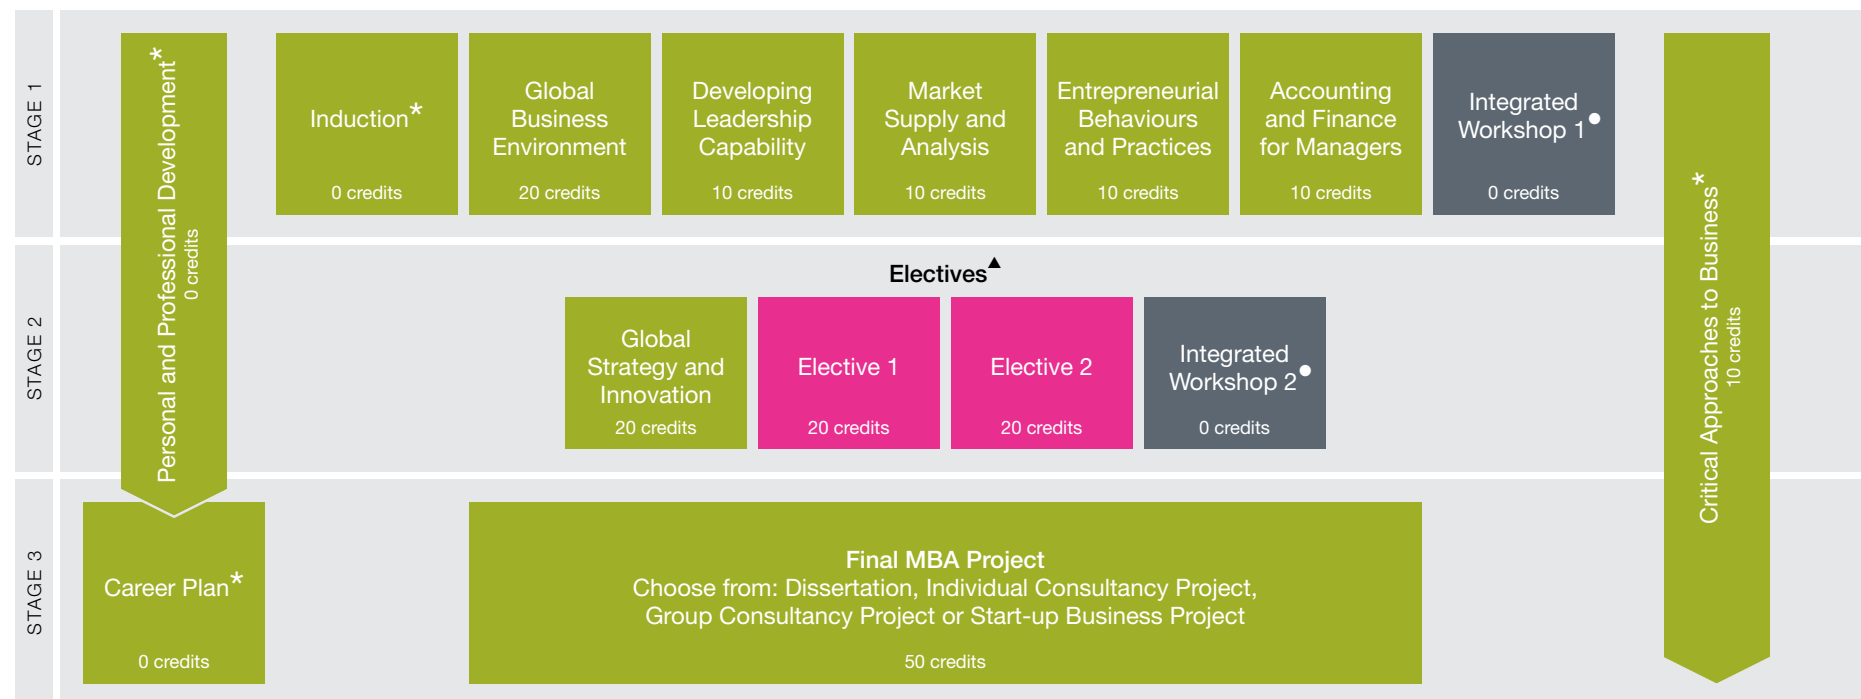 STAGE 1
Personal and Professional Development*
0 credits
Induction*
0 credits
Global
Business
Environment
20 credits
Developing
Leadership
Capability
10 credits
Market
Supply and
Analysis
10 credits
Entrepreneurial
Behaviours
and Practices
10 credits
Accounting
and Finance
for Managers
10 credits
Integrated
Workshop 1●
0 credits
Critical Approaches to Business*
10 credits
STAGE 2
Electives▲
Global
Strategy and
Innovation
20 credits
Elective 1
20 credits
Elective 2
20 credits
Integrated
Workshop 2●
0 credits
STAGE 3
Career Plan*
0 credits
Final MBA Project
Choose from: Dissertation, Individual Consultancy Project,
Group Consultancy Project or Start-up Business Project
50 credits